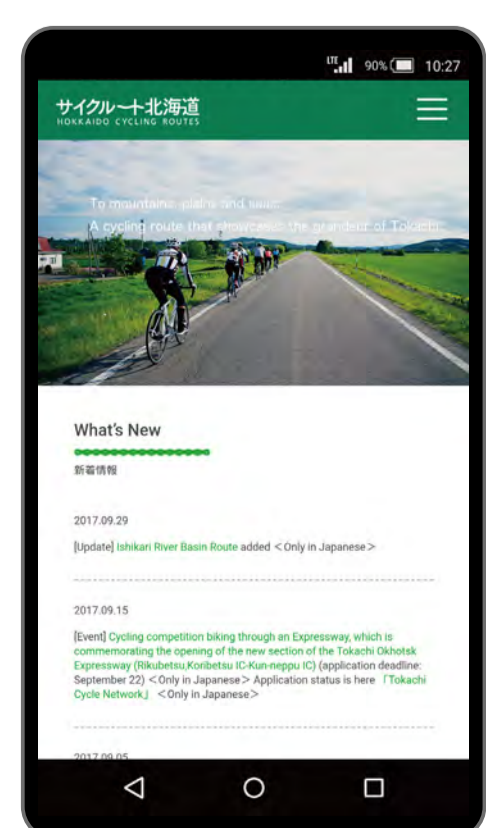 LTE 90% 10:27
サイクルート北海道
HOKKAIDO CYCLING ROUTES
To mountains, plains and
A cycling route that showcases the grandeur of Tokachi
What's New
新着情報
2017.09.29
[Update] Ishikari River Basin Route added ＜Only in Japanese＞
2017.09.15
[Event] Cycling competition biking through an Expressway, which is
commemorating the opening of the new section of the Tokachi Okhotsk
Expressway (Rikubetsu,Koribetsu IC-Kun-neppu IC) (application deadline:
September 22) ＜Only in Japanese＞ Application status is here 「Tokachi
Cycle Network」 ＜Only in Japanese＞
2017.09.05